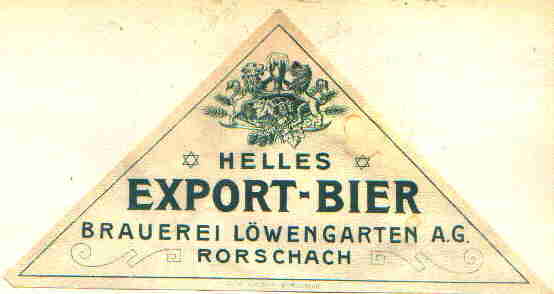 HELLES
EXPORT-BIER
BRAUEREI LÖWENGARTEN A.G.
RORSCHACH